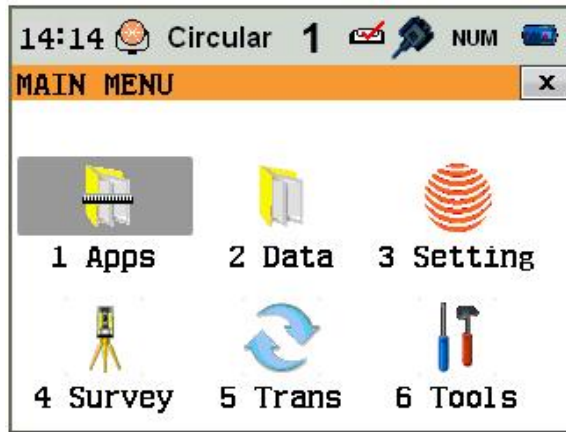 14:14 Circular 1 NUM
MAIN MENU x
1 Apps 2 Data 3 Setting
4 Survey 5 Trans 6 Tools